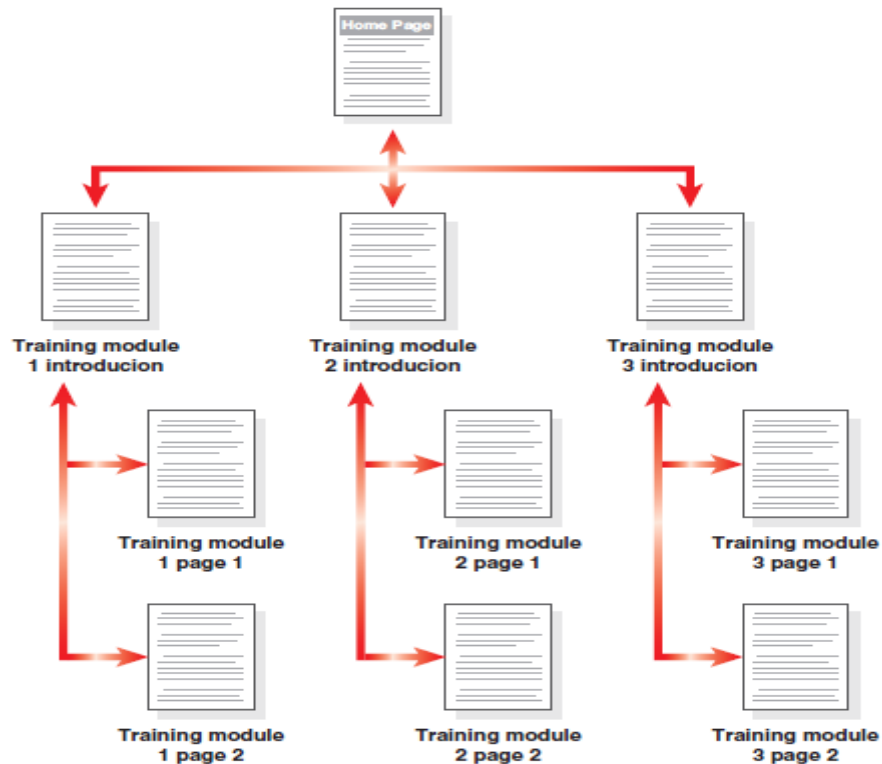 Home Page
Training module
1 introducion
Training module
2 introducion
Training module
3 introducion
Training module
1 page 1
Training module
2 page 1
Training module
3 page 1
Training module
1 page 2
Training module
2 page 2
Training module
3 page 2